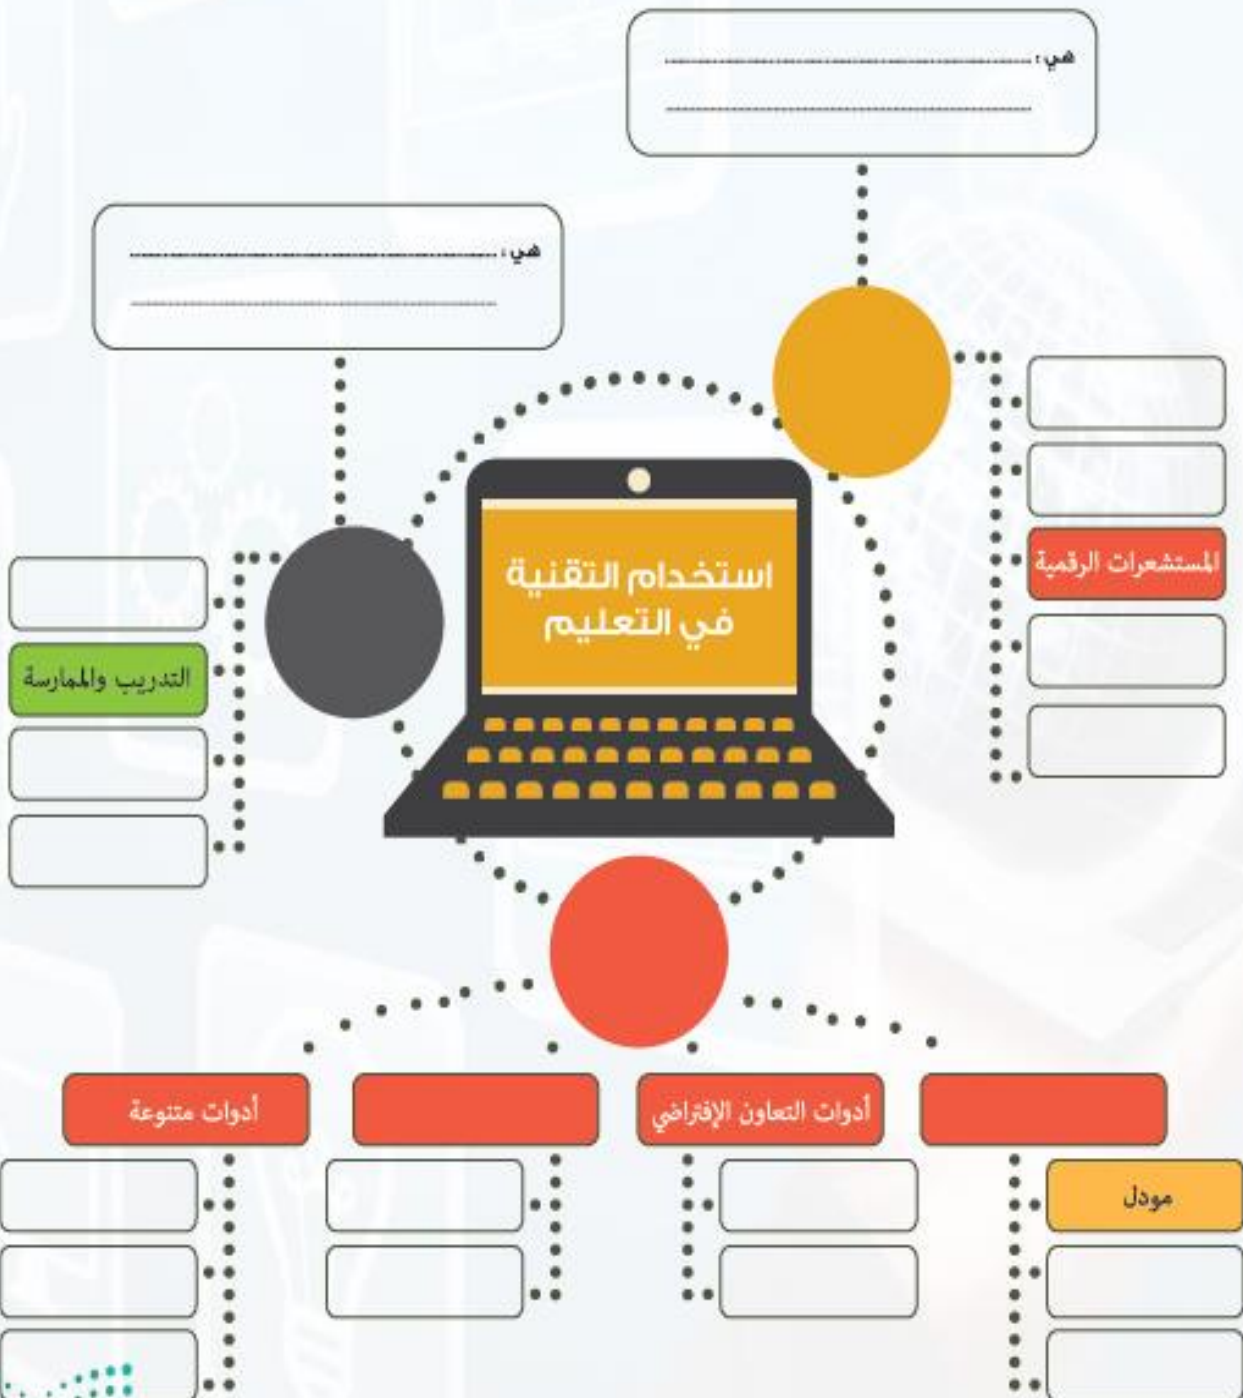 هي :
هي :
استخدام التقنية
في التعليم
المستشعرات الرقمية
التدريب والممارسة
أدوات التعاون الإفتراضي
أدوات متنوعة
مودل